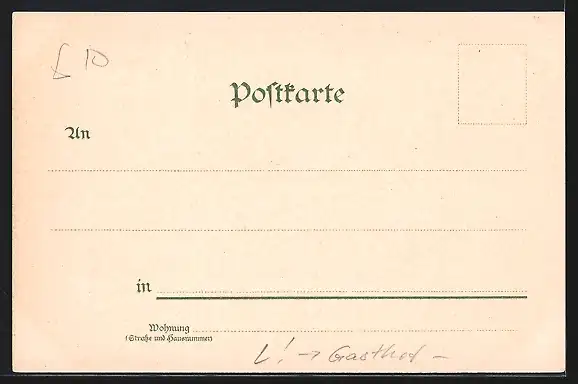 £ 10
Postkarte
An
in
Wohnung
(Straße und Hausnummer)
L! → Gasthof –